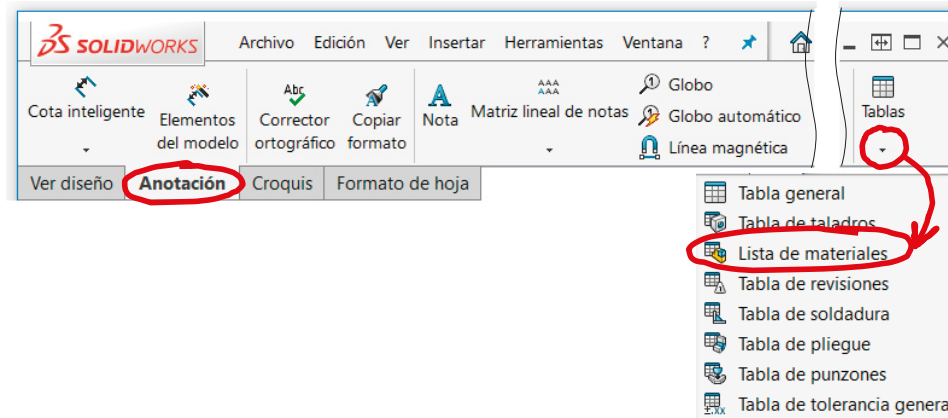 SOLIDWORKS Archivo Edición Ver Insertar Herramientas Ventana ?
Cota inteligente
Elementos
del modelo
Abc
Corrector
ortográfico
Copiar
formato
A
Nota
AAA
AAA
Matriz lineal de notas
1 Globo
Globo automático
Línea magnética
Tablas
Ver diseño Anotación Croquis Formato de hoja
Tabla general
Tabla de taladros
Lista de materiales
Tabla de revisiones
Tabla de soldadura
Tabla de pliegue
Tabla de punzones
Tabla de tolerancia genera